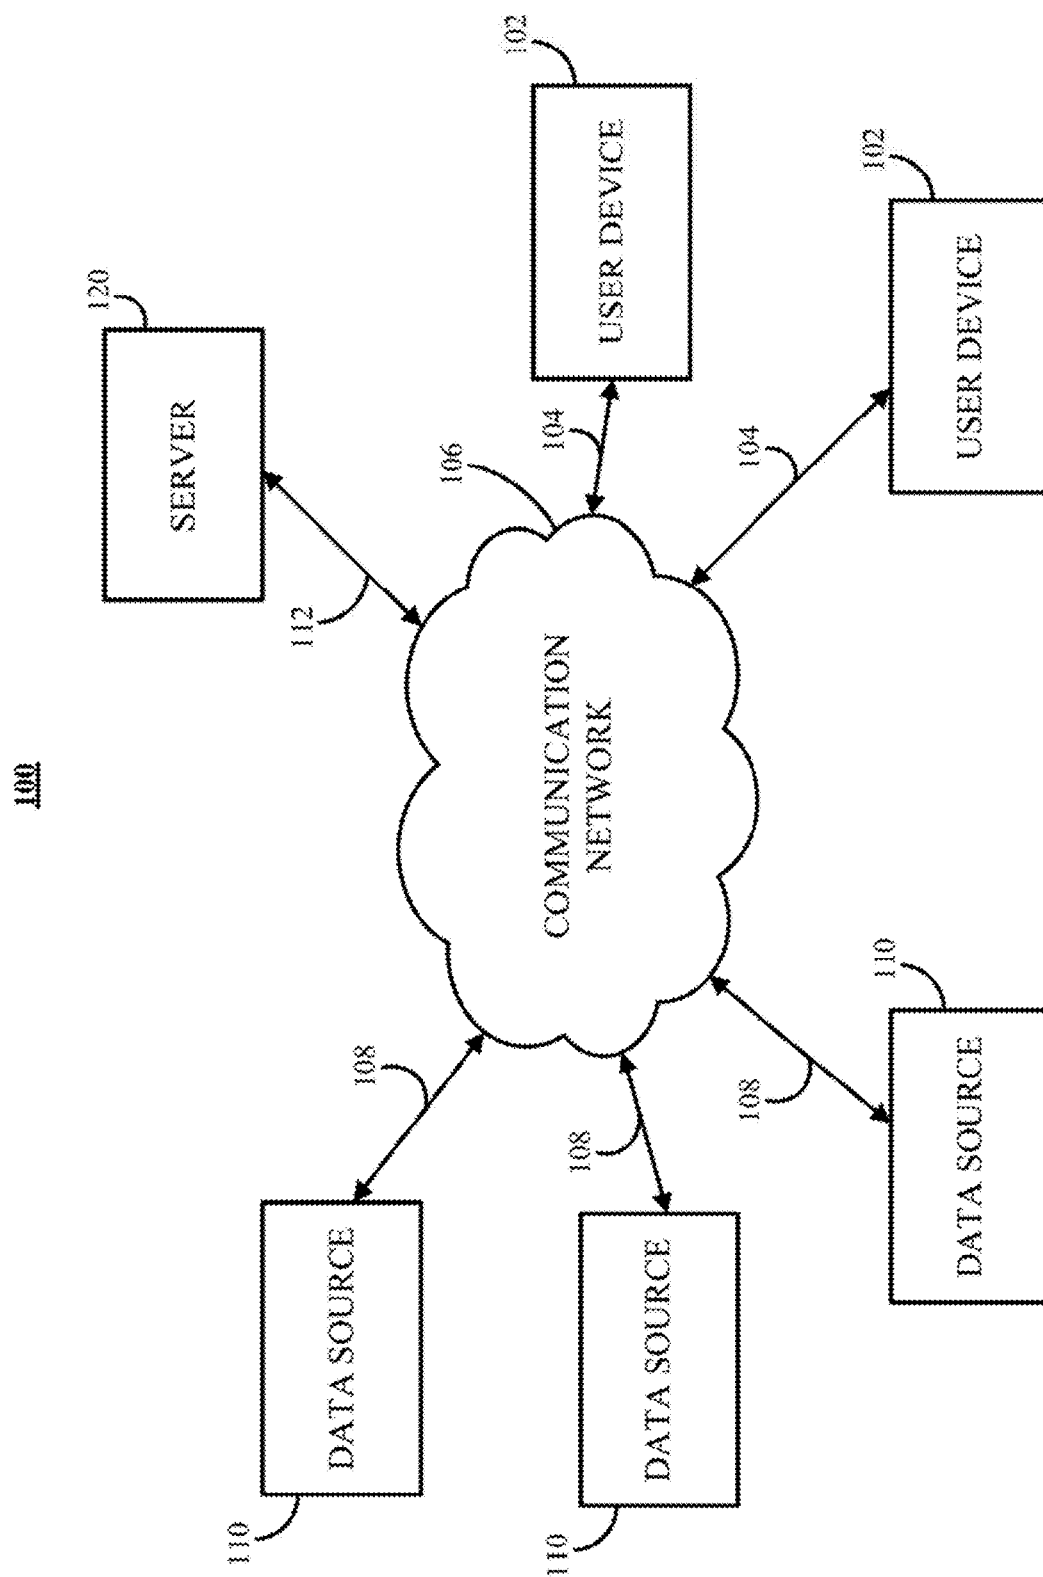 100
110
DATA SOURCE
108
112
SERVER
120
110
DATA SOURCE
108
COMMUNICATION
NETWORK
106
104
USER DEVICE
102
108
DATA SOURCE
110
104
USER DEVICE
102